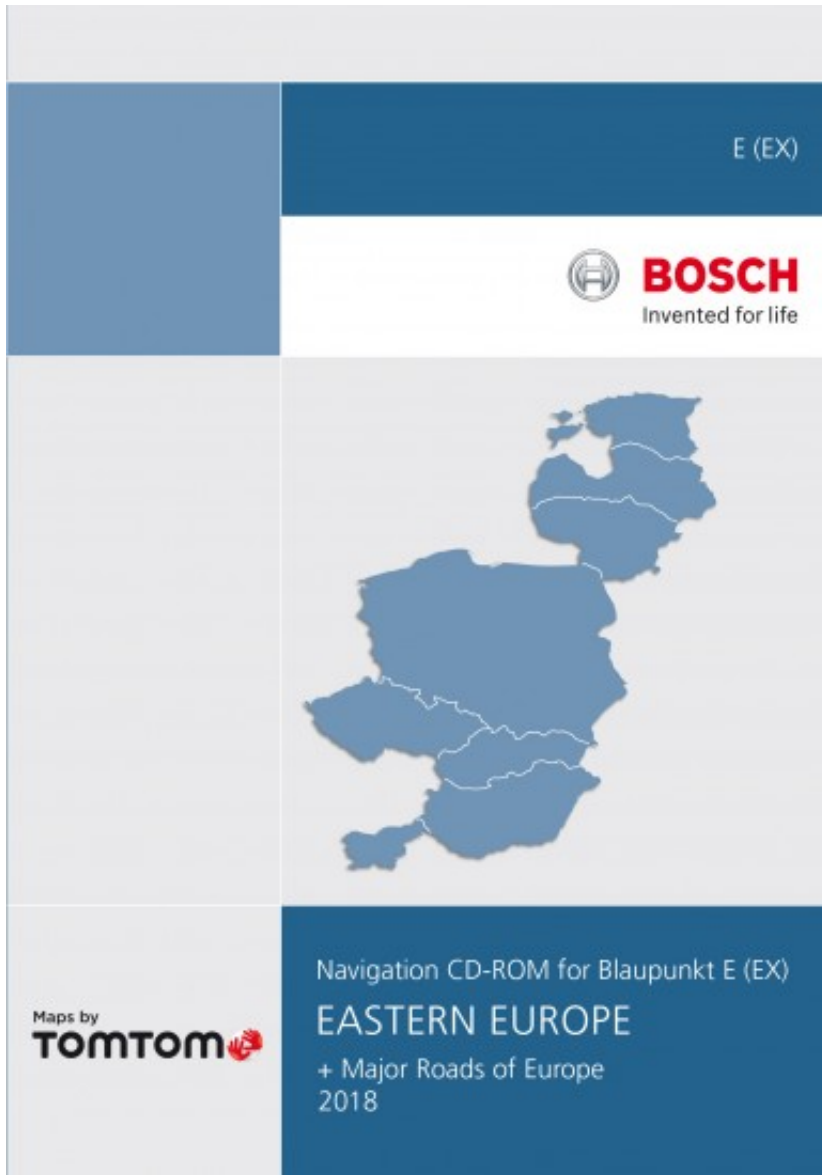 E (EX)
BOSCH
Invented for life
Navigation CD-ROM for Blaupunkt E (EX)
EASTERN EUROPE
+ Major Roads of Europe
2018
Maps by
TOMTOM